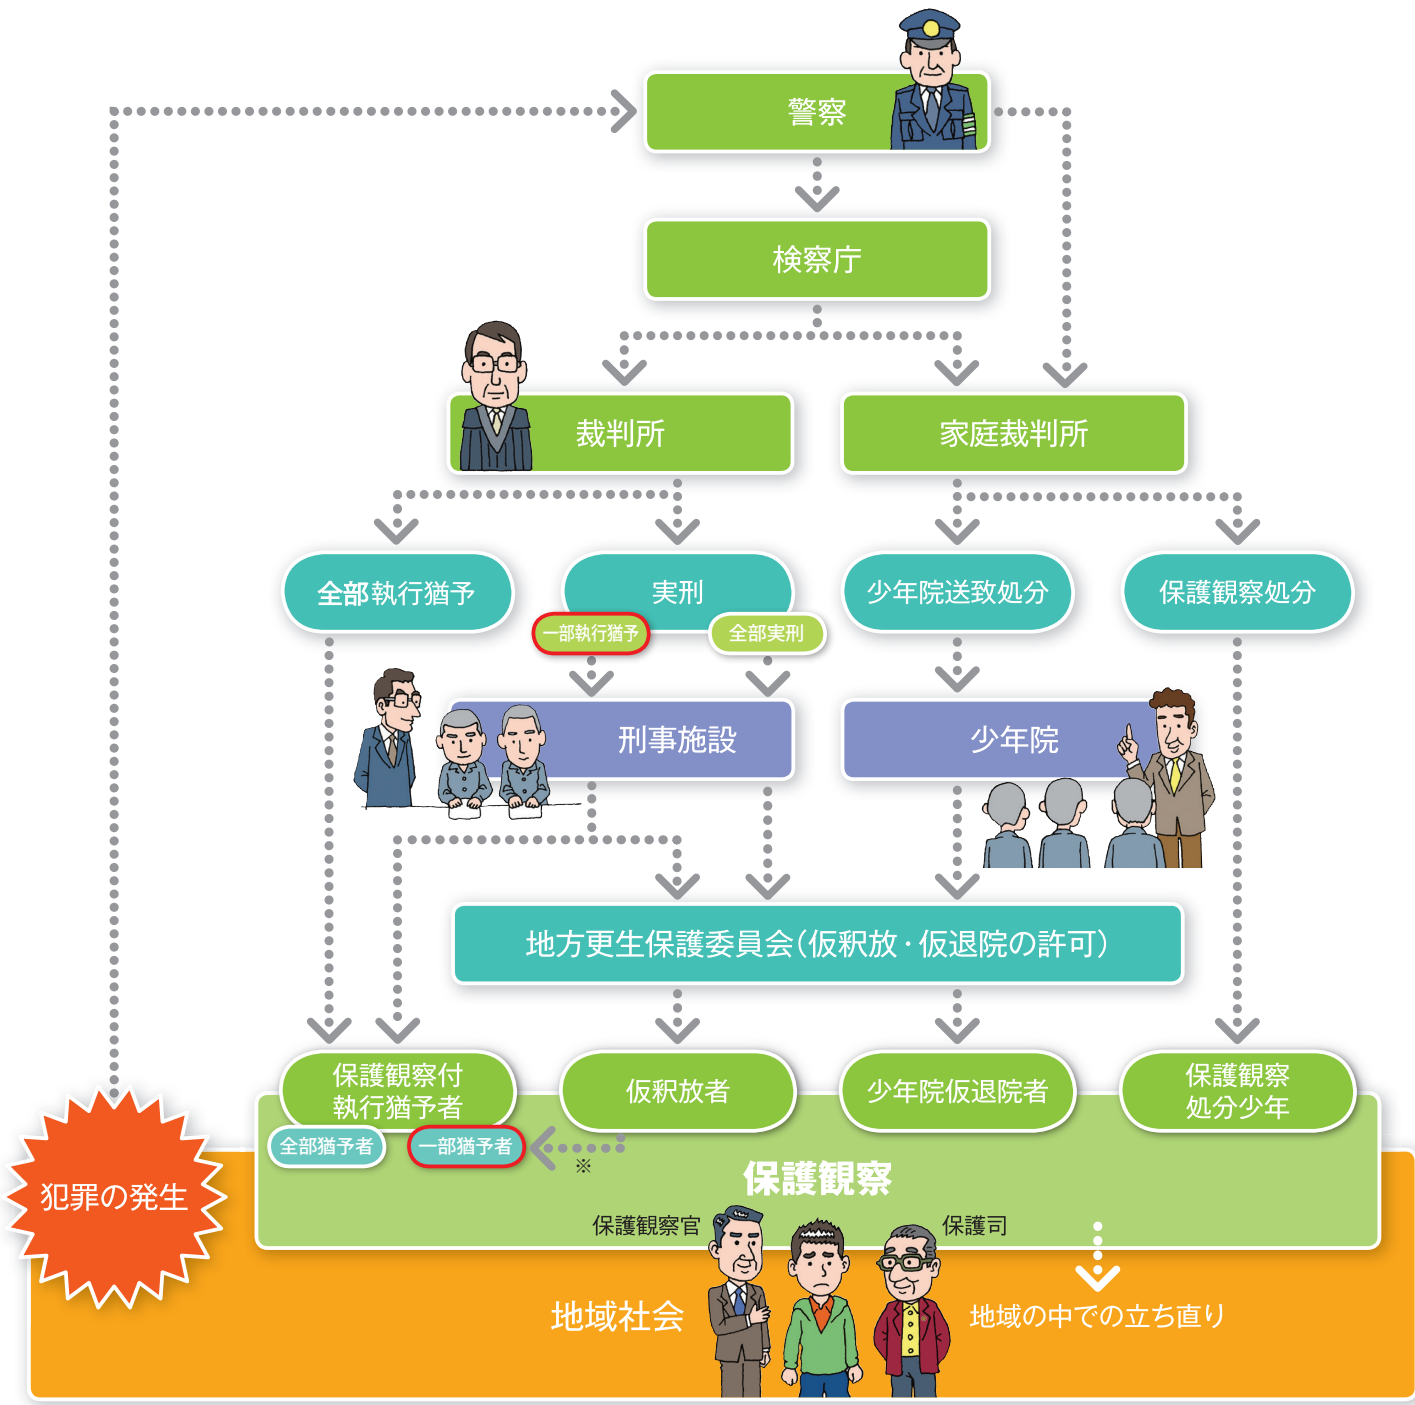 警察
検察庁
裁判所
家庭裁判所
全部執行猶予
実刑
少年院送致処分
保護観察処分
一部執行猶予
全部実刑
刑事施設
少年院
地方更生保護委員会（仮釈放・仮退院の許可）
保護観察付
執行猶予者
仮釈放者
少年院仮退院者
保護観察
処分少年
全部猶予者
一部猶予者
※
保護観察
犯罪の発生
保護観察官
保護司
地域社会
地域の中での立ち直り